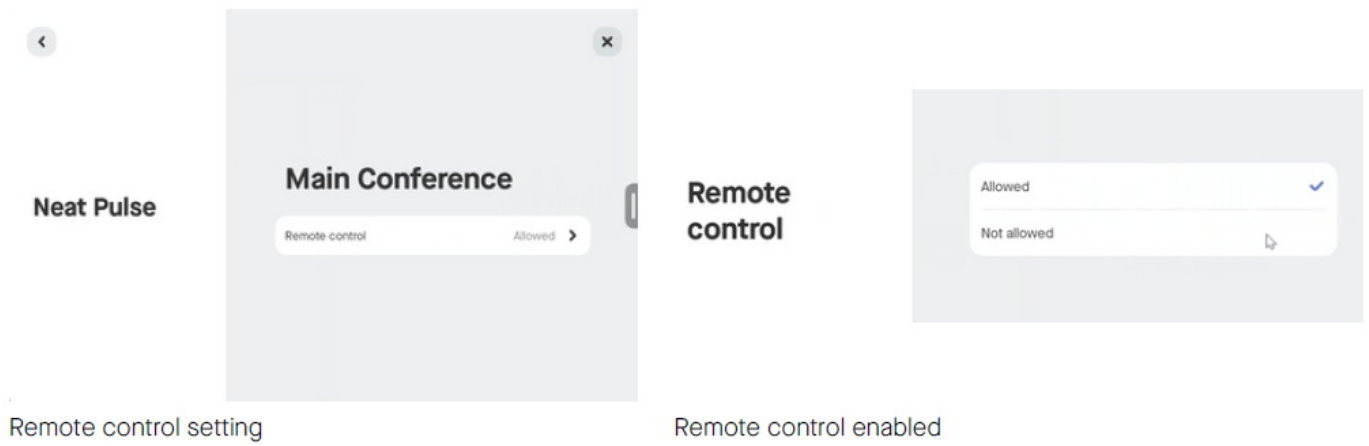 Neat Pulse
Main Conference
Remote control Allowed
Remote control setting
Remote
control
Allowed
Not allowed
Remote control enabled